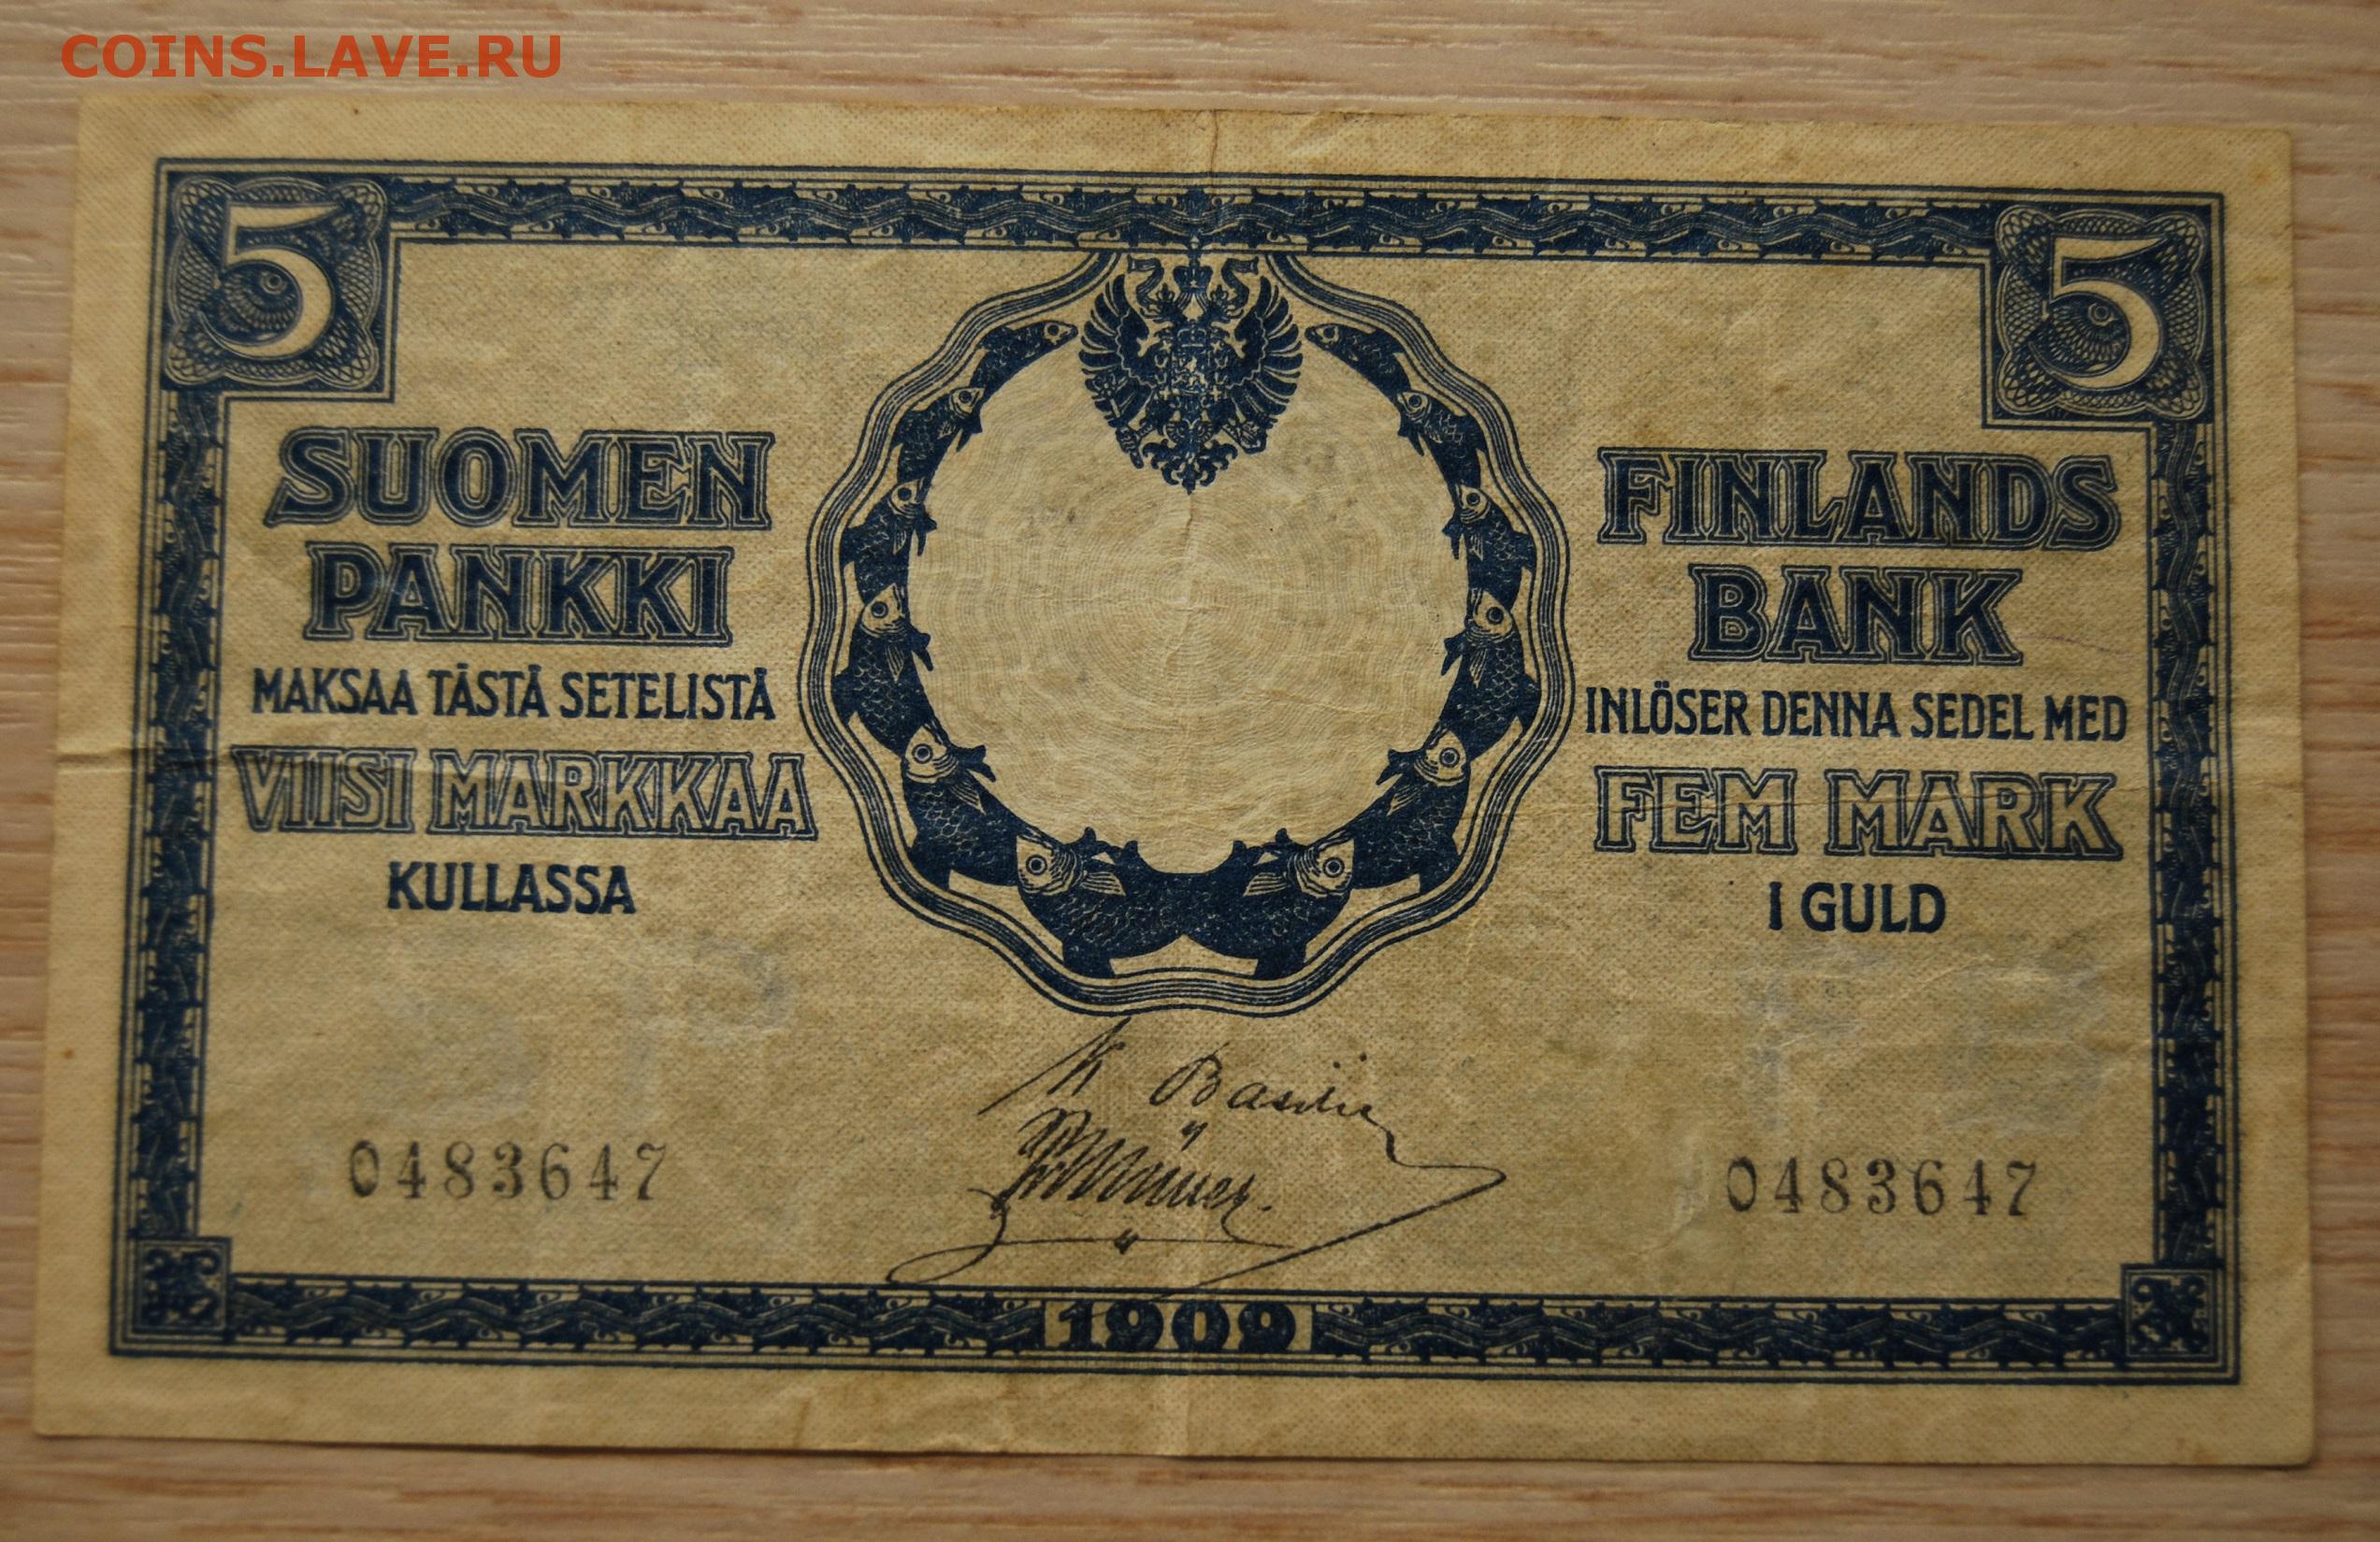 COINS.LAVE.RU
5 5
SUOMEN
PANKKI
MAKSAA TÄSTÄ SETELISTÄ
VIISI MARKKAA
KULLASSA
FINLANDS
BANK
INLÖSER DENNA SEDEL MED
FEM MARK
I GULD
K Basilier
0483647 0483647
1909